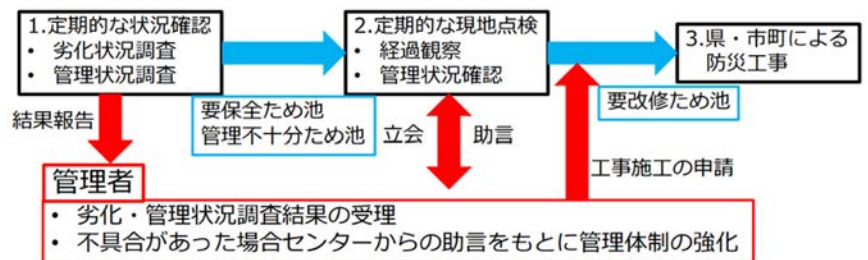 1.定期的な状況確認
• 劣化状況調査
• 管理状況調査
2.定期的な現地点検
• 経過観察
• 管理状況確認
3.県・市町による
防災工事
要保全ため池
管理不十分ため池
要改修ため池
結果報告
立会
助言
工事施工の申請
管理者
• 劣化・管理状況調査結果の受理
• 不具合があった場合センターからの助言をもとに管理体制の強化